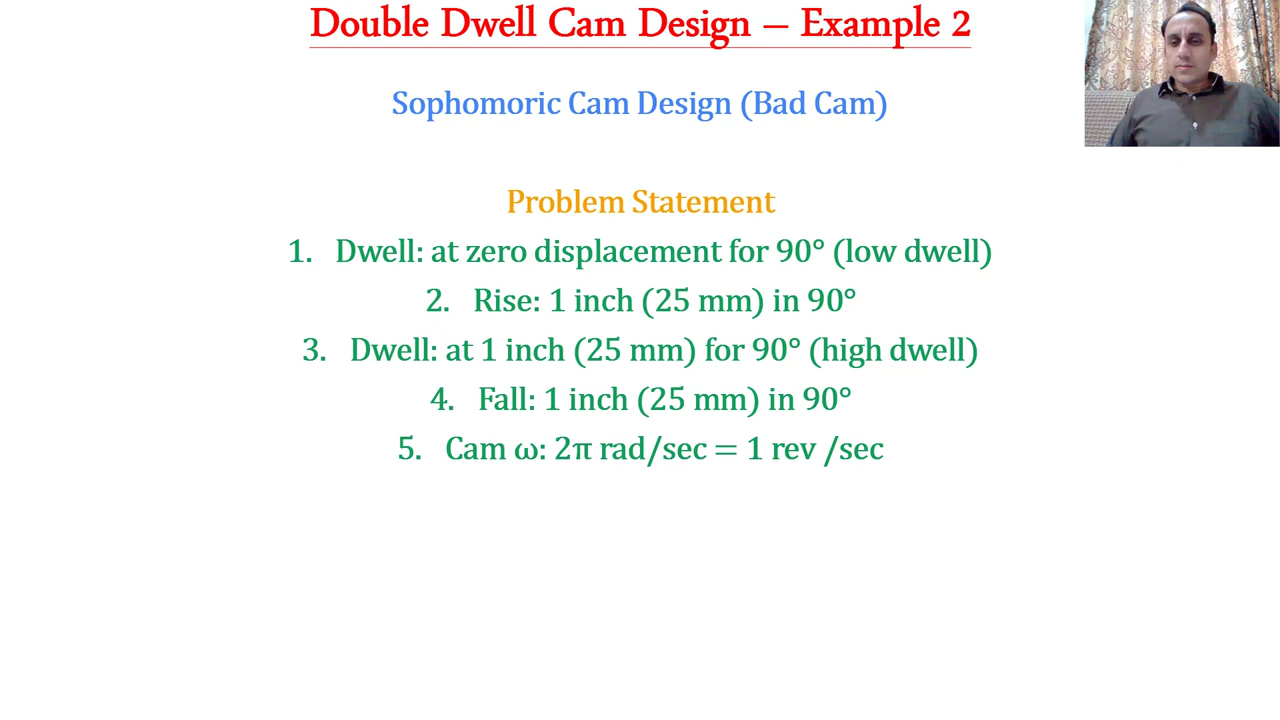 Double Dwell Cam Design – Example 2
Sophomoric Cam Design (Bad Cam)
Problem Statement
1. Dwell: at zero displacement for 90° (low dwell)
2. Rise: 1 inch (25 mm) in 90°
3. Dwell: at 1 inch (25 mm) for 90° (high dwell)
4. Fall: 1 inch (25 mm) in 90°
5. Cam ω: 2π rad/sec = 1 rev /sec